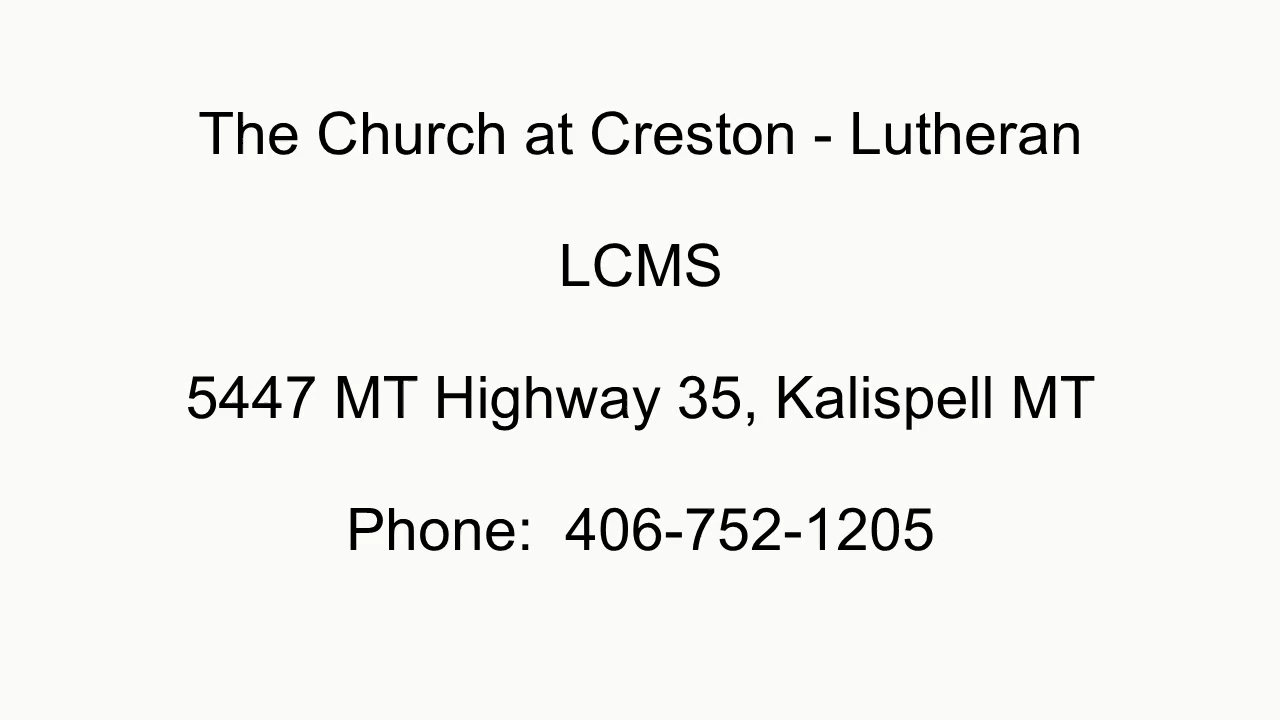 The Church at Creston - Lutheran
LCMS
5447 MT Highway 35, Kalispell MT
Phone:  406-752-1205